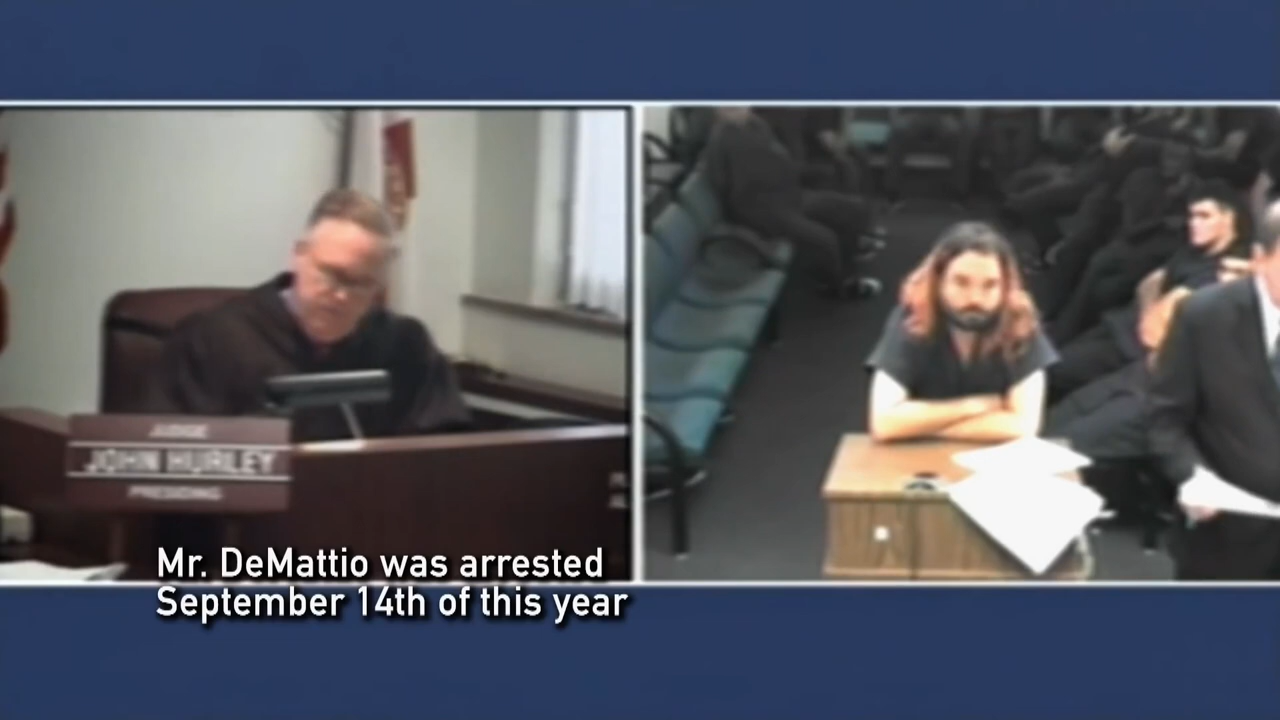 JUDGE
JOHN HURLEY
PRESIDING
Mr. DeMattio was arrested
September 14th of this year